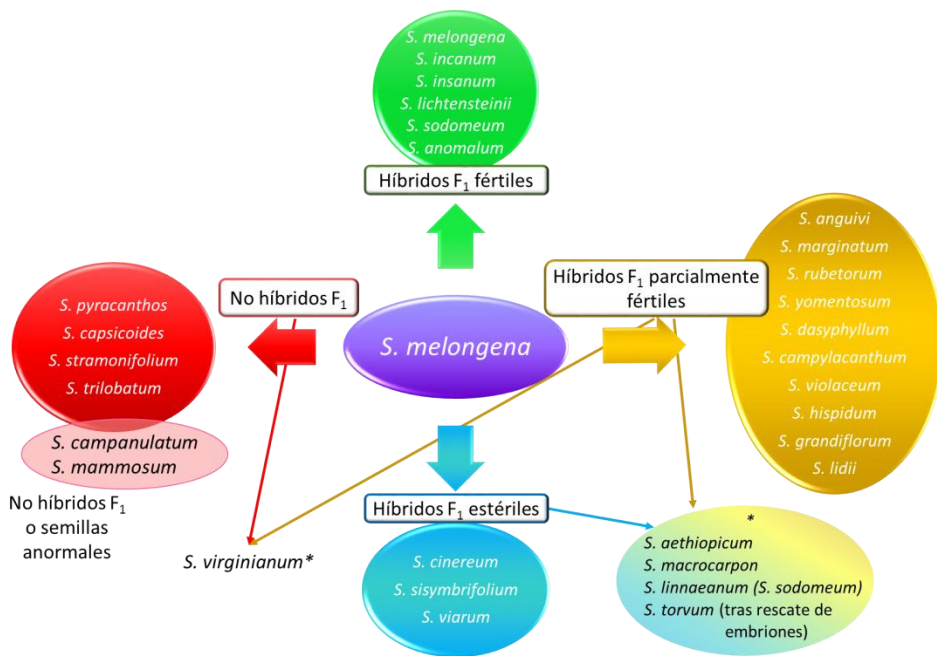 S. melongena
S. incanum
S. insanum
S. lichtensteinii
S. sodomeum
S. anomalum
Híbridos F₁ fértiles
S. anguivi
S. marginatum
S. rubetorum
S. yomentosum
S. dasyphyllum
S. campylacanthum
S. violaceum
S. hispidum
S. grandiflorum
S. lidii
Híbridos F₁ parcialmente
fértiles
No híbridos F₁
S. pyracanthos
S. capsicoides
S. stramonifolium
S. trilobatum
S. campanulatum
S. mammosum
No híbridos F₁
o semillas
anormales
S. melongena
S. virginianum*
Híbridos F₁ estériles
S. cinereum
S. sisymbrifolium
S. viarum
*
S. aethiopicum
S. macrocarpon
S. linnaeanum (S. sodomeum)
S. torvum (tras rescate de
embriones)